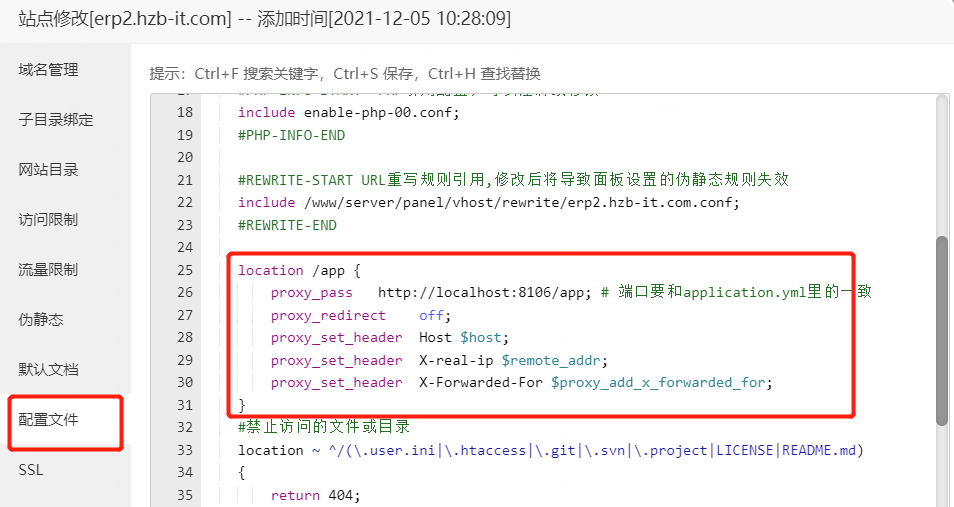 站点修改[erp2.hzb-it.com] -- 添加时间[2021-12-05 10:28:09]
域名管理
子目录绑定
网站目录
访问限制
流量限制
伪静态
默认文档
配置文件
SSL
提示：Ctrl+F 搜索关键字，Ctrl+S 保存，Ctrl+H 查找替换
18 include enable-php-00.conf;
19 #PHP-INFO-END
20
21 #REWRITE-START URL重写规则引用,修改后将导致面板设置的伪静态规则失效
22 include /www/server/panel/vhost/rewrite/erp2.hzb-it.com.conf;
23 #REWRITE-END
24
25 location /app {
26 proxy_pass http://localhost:8106/app; # 端口要和application.yml里的一致
27 proxy_redirect off;
28 proxy_set_header Host $host;
29 proxy_set_header X-real-ip $remote_addr;
30 proxy_set_header X-Forwarded-For $proxy_add_x_forwarded_for;
31 }
32 #禁止访问的文件或目录
33 location ~ ^/(\.user.ini|\.htaccess|\.git|\.svn|\.project|LICENSE|README.md)
34 {
35 return 404;